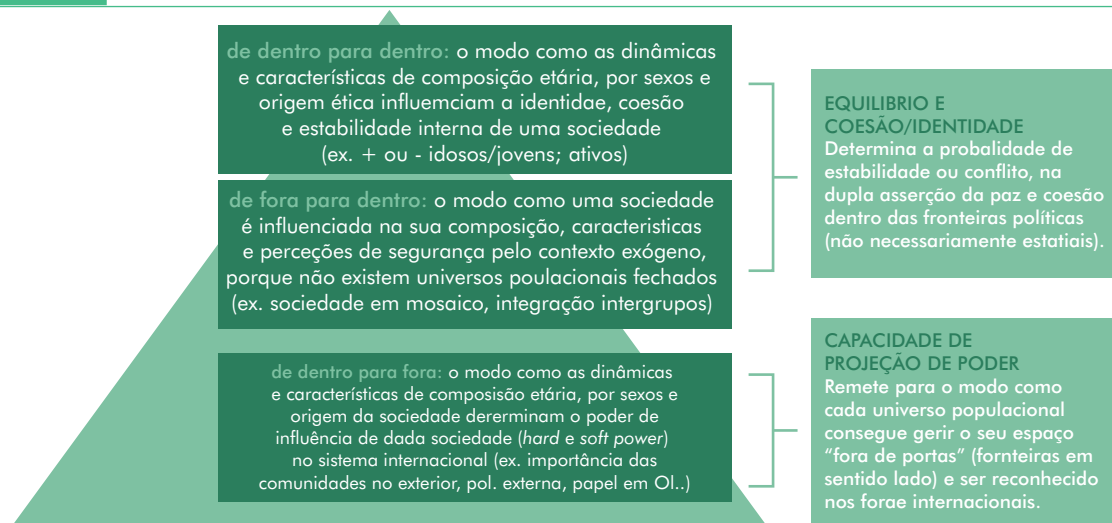 de dentro para dentro: o modo como as dinâmicas
e características de composição etária, por sexos e
origem ética influemciam a identidae, coesão
e estabilidade interna de uma sociedade
(ex. + ou - idosos/jovens; ativos)
de fora para dentro: o modo como uma sociedade
é influenciada na sua composição, caracteristicas
e perceções de segurança pelo contexto exógeno,
porque não existem universos poulacionais fechados
(ex. sociedade em mosaico, integração intergrupos)
de dentro para fora: o modo como as dinâmicas
e características de composisão etária, por sexos e
origem da sociedade dererminam o poder de
influência de dada sociedade (hard e soft power)
no sistema internacional (ex. importância das
comunidades no exterior, pol. externa, papel em OI..)
EQUILIBRIO E
COESÃO/IDENTIDADE
Determina a probalidade de
estabilidade ou conflito, na
dupla asserção da paz e coesão
dentro das fronteiras políticas
(não necessariamente estatiais).
CAPACIDADE DE
PROJEÇÃO DE PODER
Remete para o modo como
cada universo populacional
consegue gerir o seu espaço
“fora de portas” (fornteiras em
sentido lado) e ser reconhecido
nos forae internacionais.